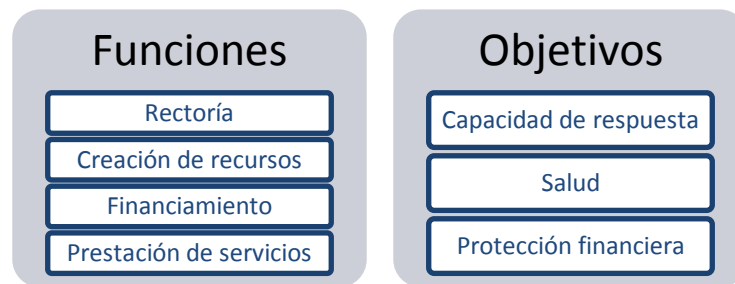 Funciones
Rectoría
Creación de recursos
Financiamiento
Prestación de servicios
Objetivos
Capacidad de respuesta
Salud
Protección financiera